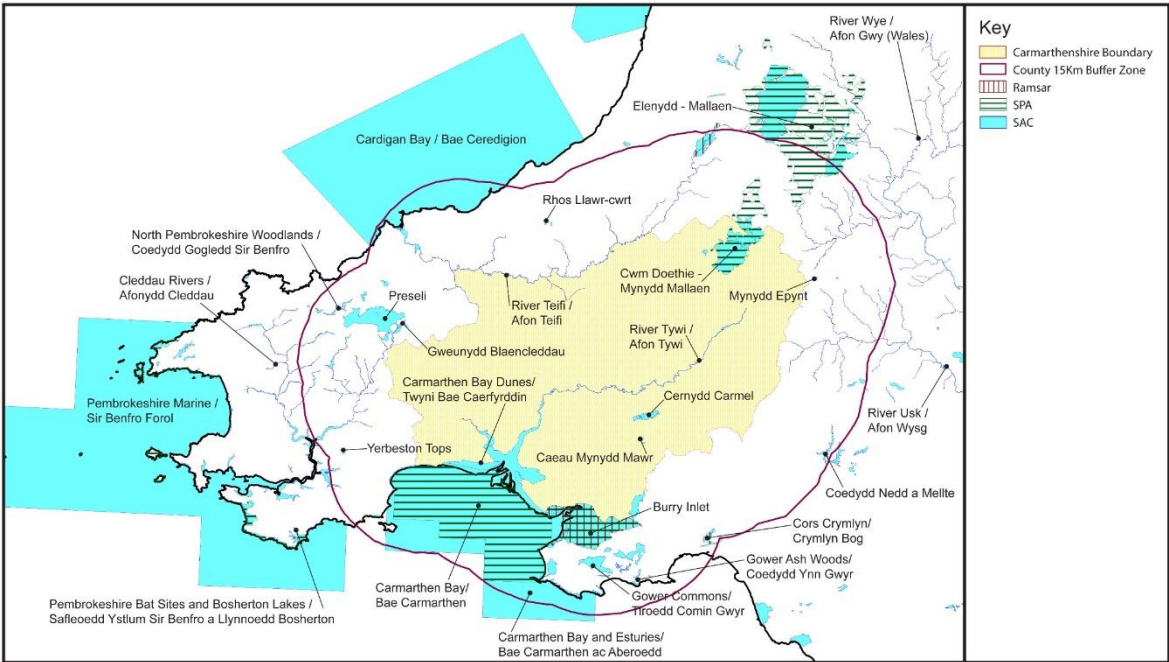 River Wye /
Afon Gwy (Wales)
Elenydd - Mallaen
Cardigan Bay / Bae Ceredigion
Rhos Llawr-cwrt
North Pembrokeshire Woodlands /
Coedydd Gogledd Sir Benfro
Cleddau Rivers /
Afonydd Cleddau
Preseli
River Teifi /
Afon Teifi
Cwm Doethie -
Mynydd Mallaen
Mynydd Epynt
Gweunydd Blaencleddau
River Tywi /
Afon Tywi
Carmarthen Bay Dunes/
Twyni Bae Caerfyrddin
Pembrokeshire Marine /
Sir Benfro Forol
Cernydd Carmel
River Usk /
Afon Wysg
Yerbeston Tops
Caeau Mynydd Mawr
Coedydd Nedd a Mellte
Burry Inlet
Cors Crymlyn/
Crymlyn Bog
Gower Ash Woods/
Coedydd Ynn Gwyr
Carmarthen Bay/
Bae Carmarthen
Gower Commons/
Tiroedd Comin Gwyr
Pembrokeshire Bat Sites and Bosherton Lakes /
Safleoedd Ystlum Sir Benfro a Llynnoedd Bosherton
Carmarthen Bay and Esturies/
Bae Carmarthen ac Aberoedd
Key
Carmarthenshire Boundary
County 15Km Buffer Zone
Ramsar
SPA
SAC